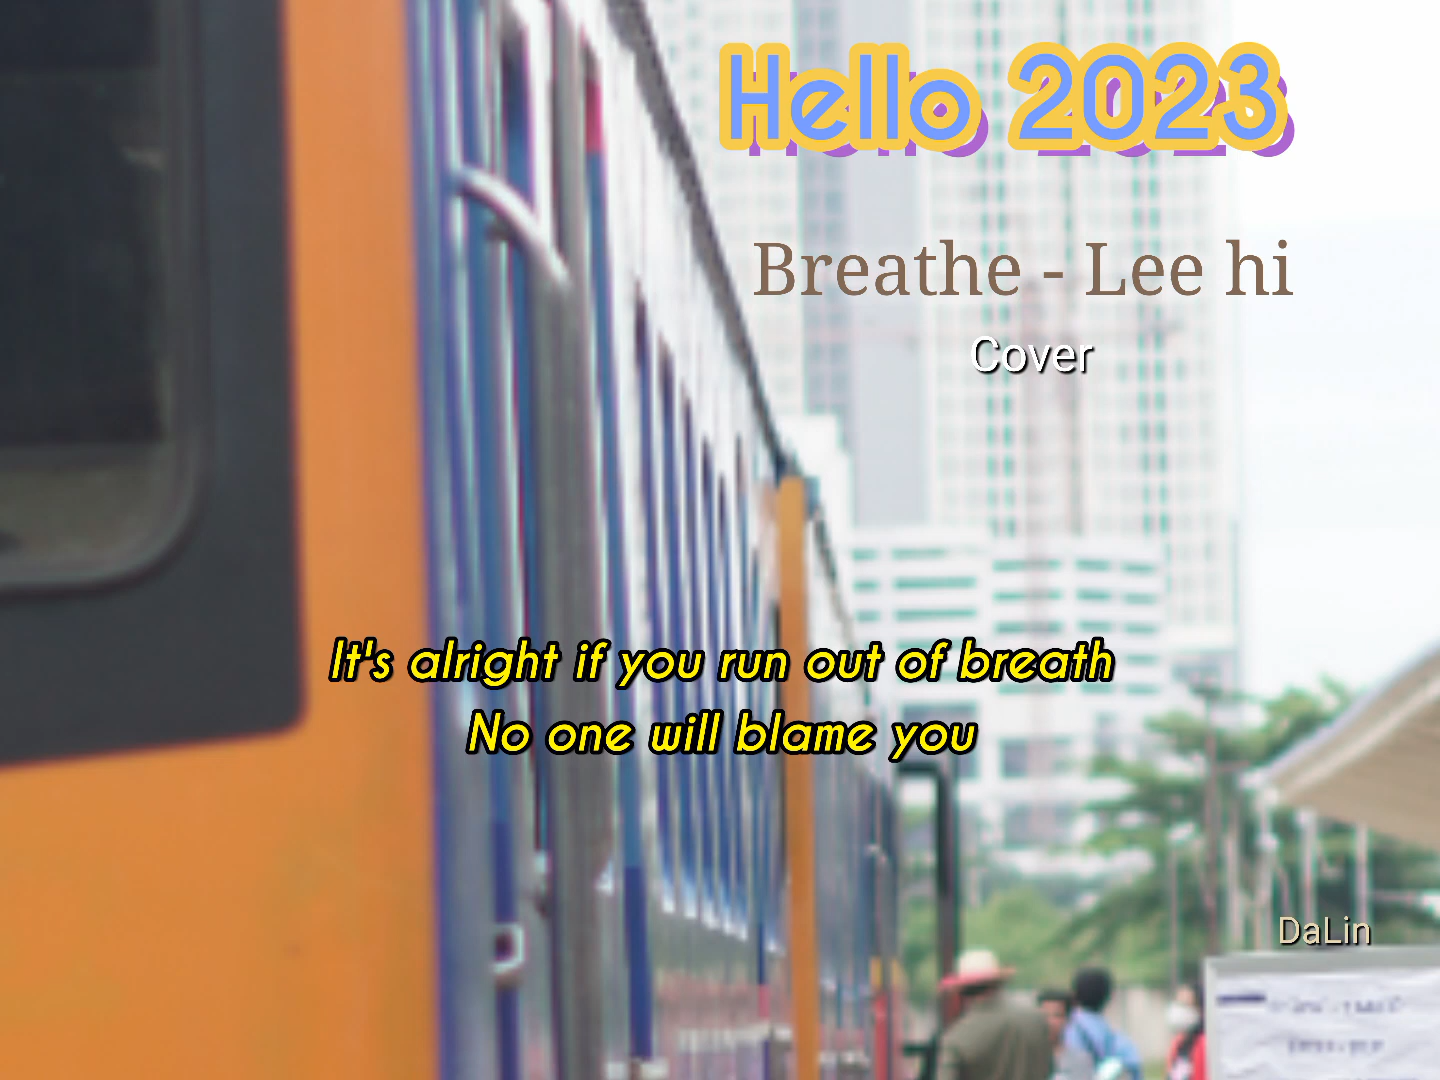 Hello 2023
Breathe - Lee hi
Cover
It's alright if you run out of breath
No one will blame you
DaLin